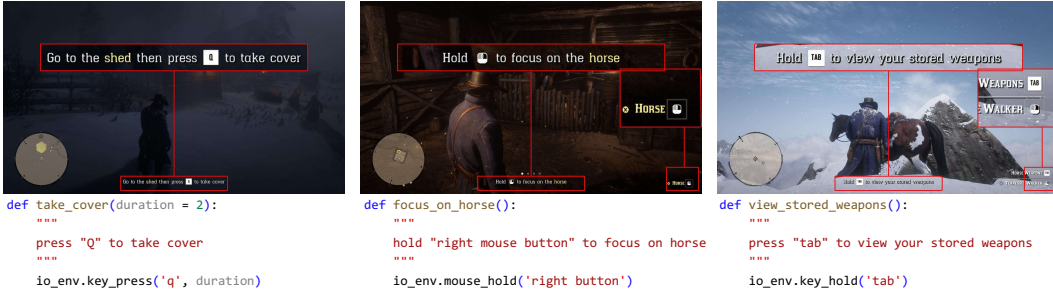 Go to the shed then press Q to take cover
Go to the shed then press Q to take cover
def take_cover(duration = 2):
"""
press "Q" to take cover
"""
io_env.key_press('q', duration)
Hold to focus on the horse
HORSE
Hold to focus on the horse
HORSE
def focus_on_horse():
"""
hold "right mouse button" to focus on horse
"""
io_env.mouse_hold('right button')
Hold TAB to view your stored weapons
WEAPONS TAB
WALKER
Hold TAB to view your stored weapons
def view_stored_weapons():
"""
press "tab" to view your stored weapons
"""
io_env.key_hold('tab')